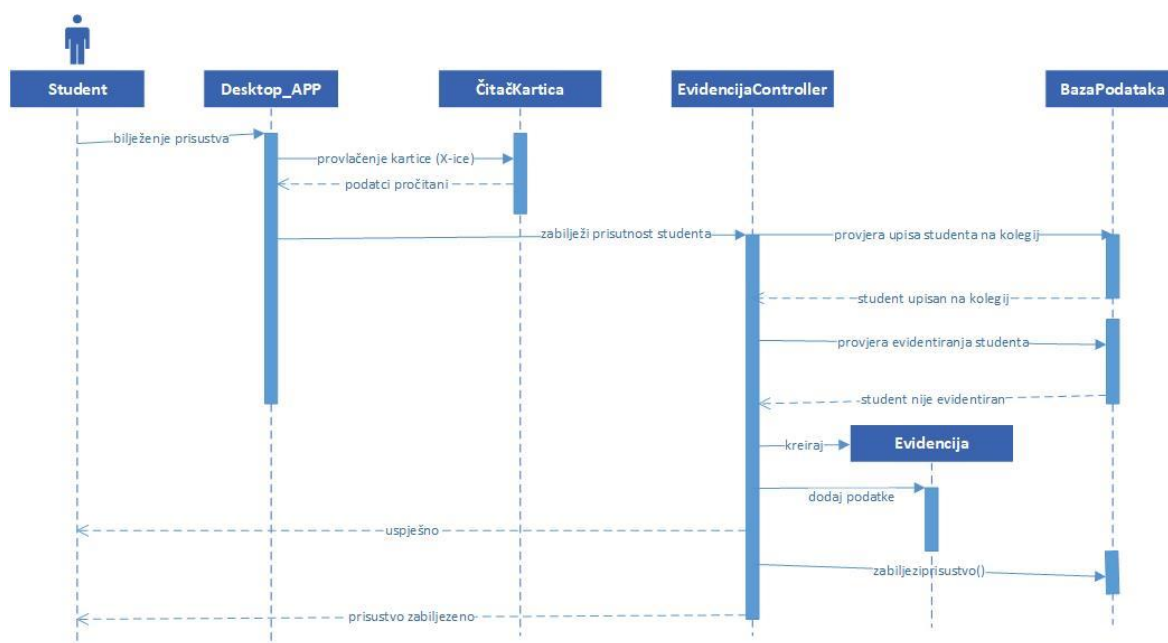 Student
Desktop_APP
ČitačKartica
EvidencijaController
BazaPodataka
bilježenje prisustva
provlačenje kartice (X-ice)
podatci pročitani
zabilježi prisutnost studenta
provjera upisa studenta na kolegij
student upisan na kolegij
provjera evidentiranja studenta
student nije evidentiran
kreiraj
Evidencija
dodaj podatke
uspješno
zabiljeziprisustvo()
prisustvo zabiljezeno